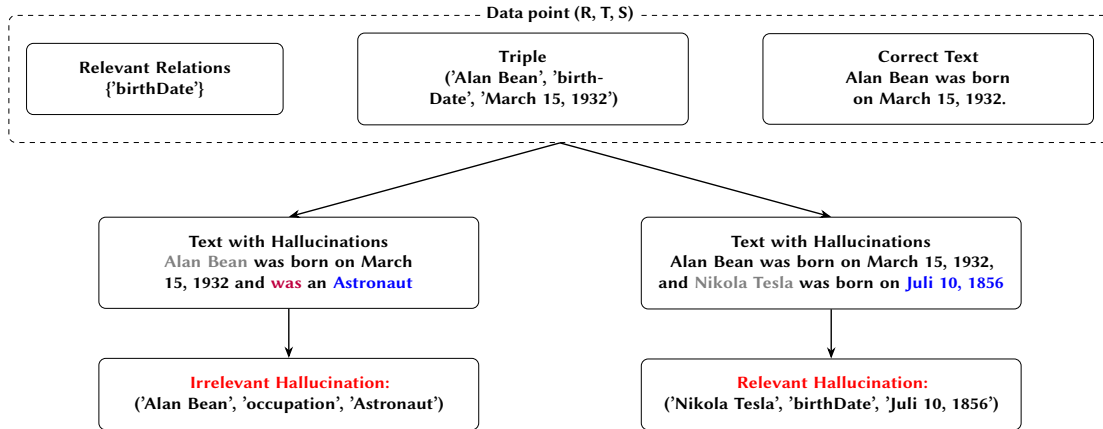 Data point (R, T, S)
Relevant Relations
{'birthDate'}
Triple
('Alan Bean', 'birth-
Date', 'March 15, 1932')
Correct Text
Alan Bean was born
on March 15, 1932.
Text with Hallucinations
Alan Bean was born on March
15, 1932 and was an Astronaut
Text with Hallucinations
Alan Bean was born on March 15, 1932,
and Nikola Tesla was born on Juli 10, 1856
Irrelevant Hallucination:
('Alan Bean', 'occupation', 'Astronaut')
Relevant Hallucination:
('Nikola Tesla', 'birthDate', 'Juli 10, 1856')